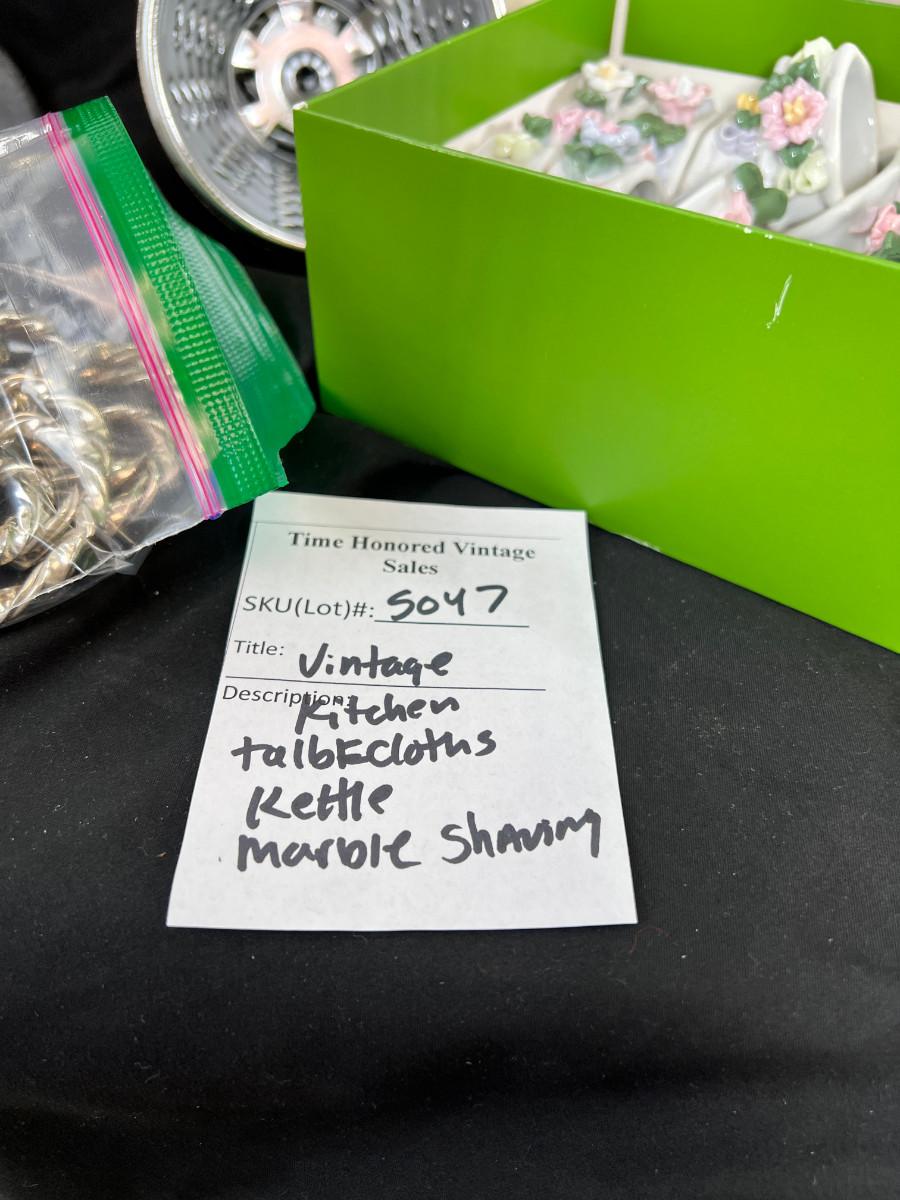 Time Honored Vintage
Sales
SKU(Lot)#: 5047
Title: Vintage
Description:
Kitchen
talbEcloths
Kettle
marble Shaving